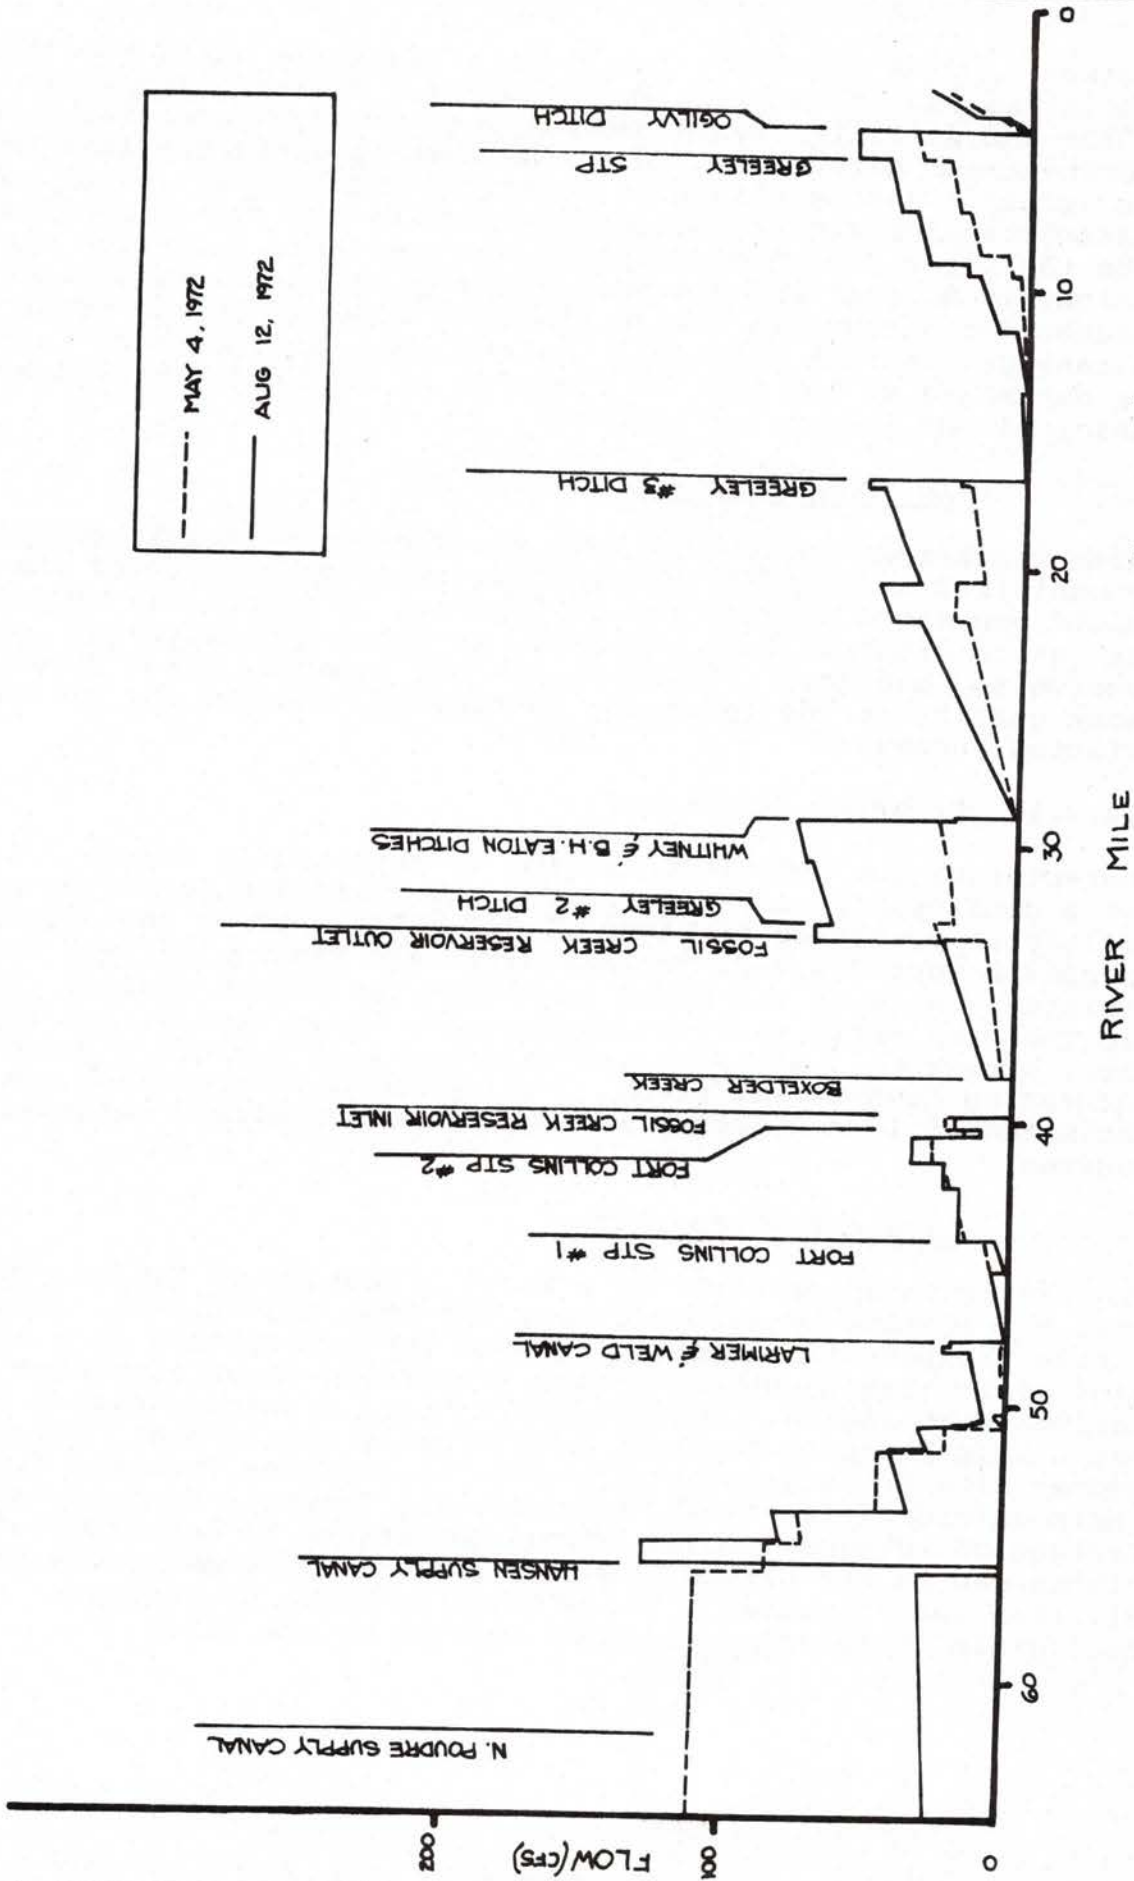 MAY 4, 1972
AUG 12, 1972
FLOW (CFS)
200
100
0
N. POUDRE SUPPLY CANAL
HANSEN SUPPLY CANAL
LARIMER & WELD CANAL
FORT COLLINS STP #1
FORT COLLINS STP #2
FOSSIL CREEK RESERVOIR INLET
BOXELDER CREEK
FOSSIL CREEK RESERVOIR OUTLET
GREELEY #2 DITCH
WHITNEY & B.H. EATON DITCHES
GREELEY #3 DITCH
GREELEY STP
OGILVY DITCH
60
50
40
30
20
10
0
RIVER MILE